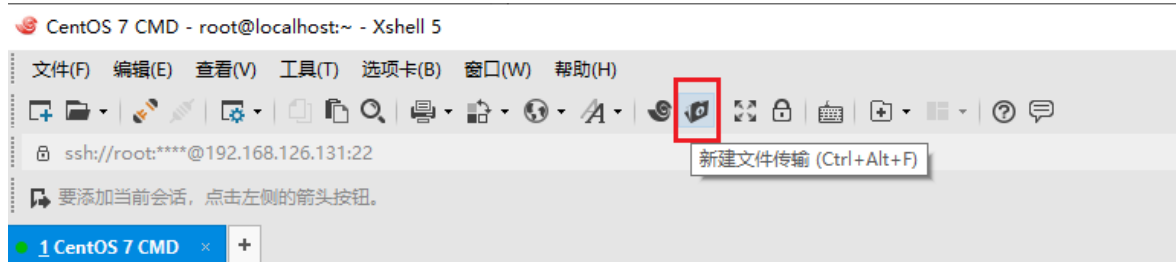 CentOS 7 CMD - root@localhost:~ - Xshell 5
文件(F) 编辑(E) 查看(V) 工具(T) 选项卡(B) 窗口(W) 帮助(H)
ssh://root:****@192.168.126.131:22
新建文件传输 (Ctrl+Alt+F)
要添加当前会话，点击左侧的箭头按钮。
1 CentOS 7 CMD × +